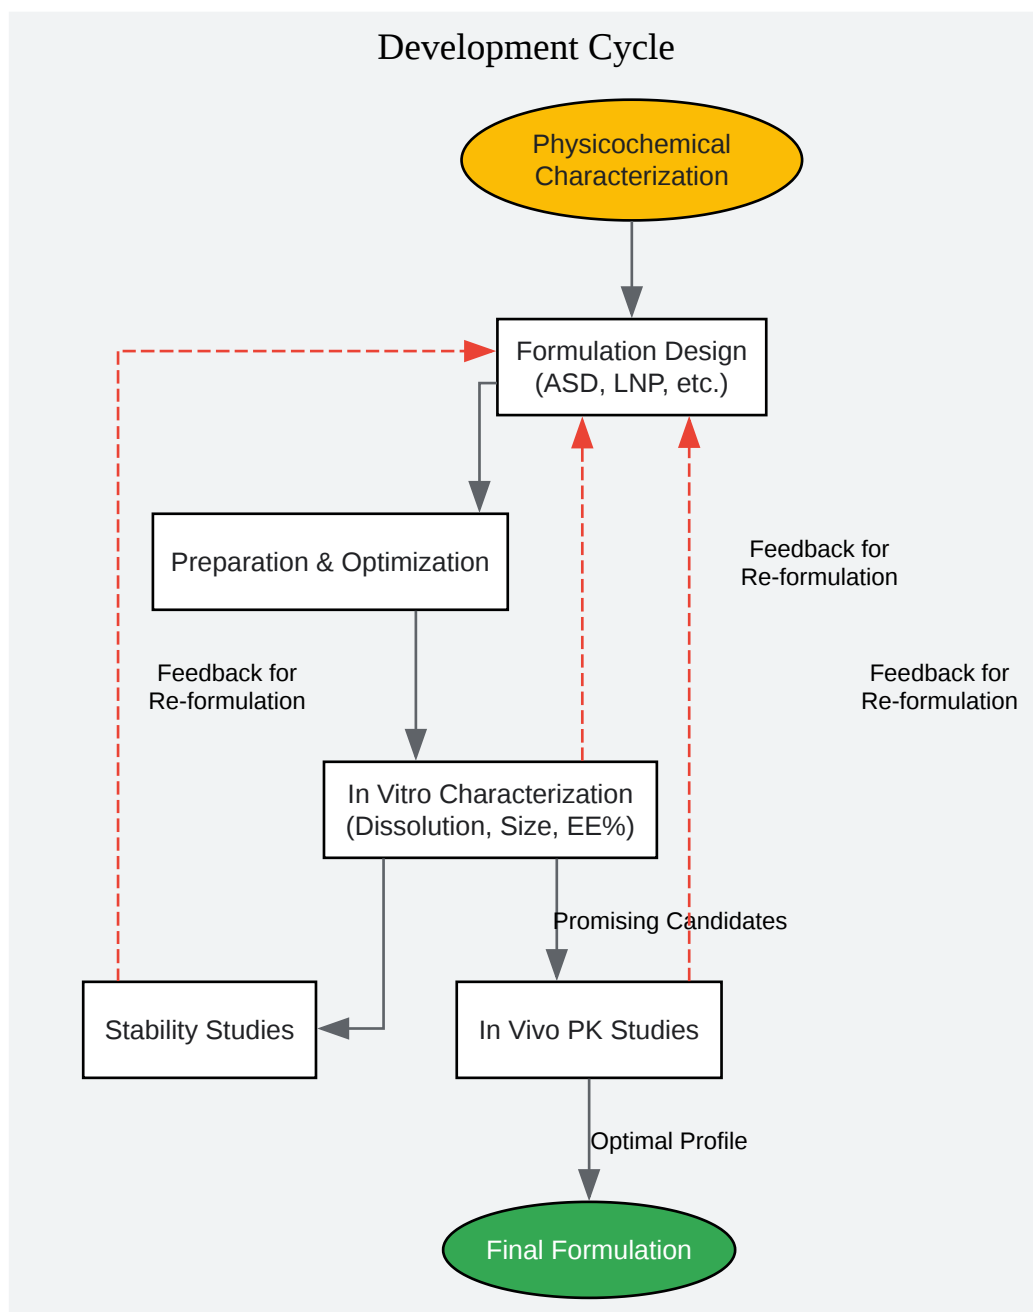 Development Cycle
Physicochemical
Characterization
Formulation Design
(ASD, LNP, etc.)
Preparation & Optimization
Feedback for
Re-formulation
Feedback for
Re-formulation
Feedback for
Re-formulation
In Vitro Characterization
(Dissolution, Size, EE%)
Promising Candidates
Stability Studies
In Vivo PK Studies
Optimal Profile
Final Formulation